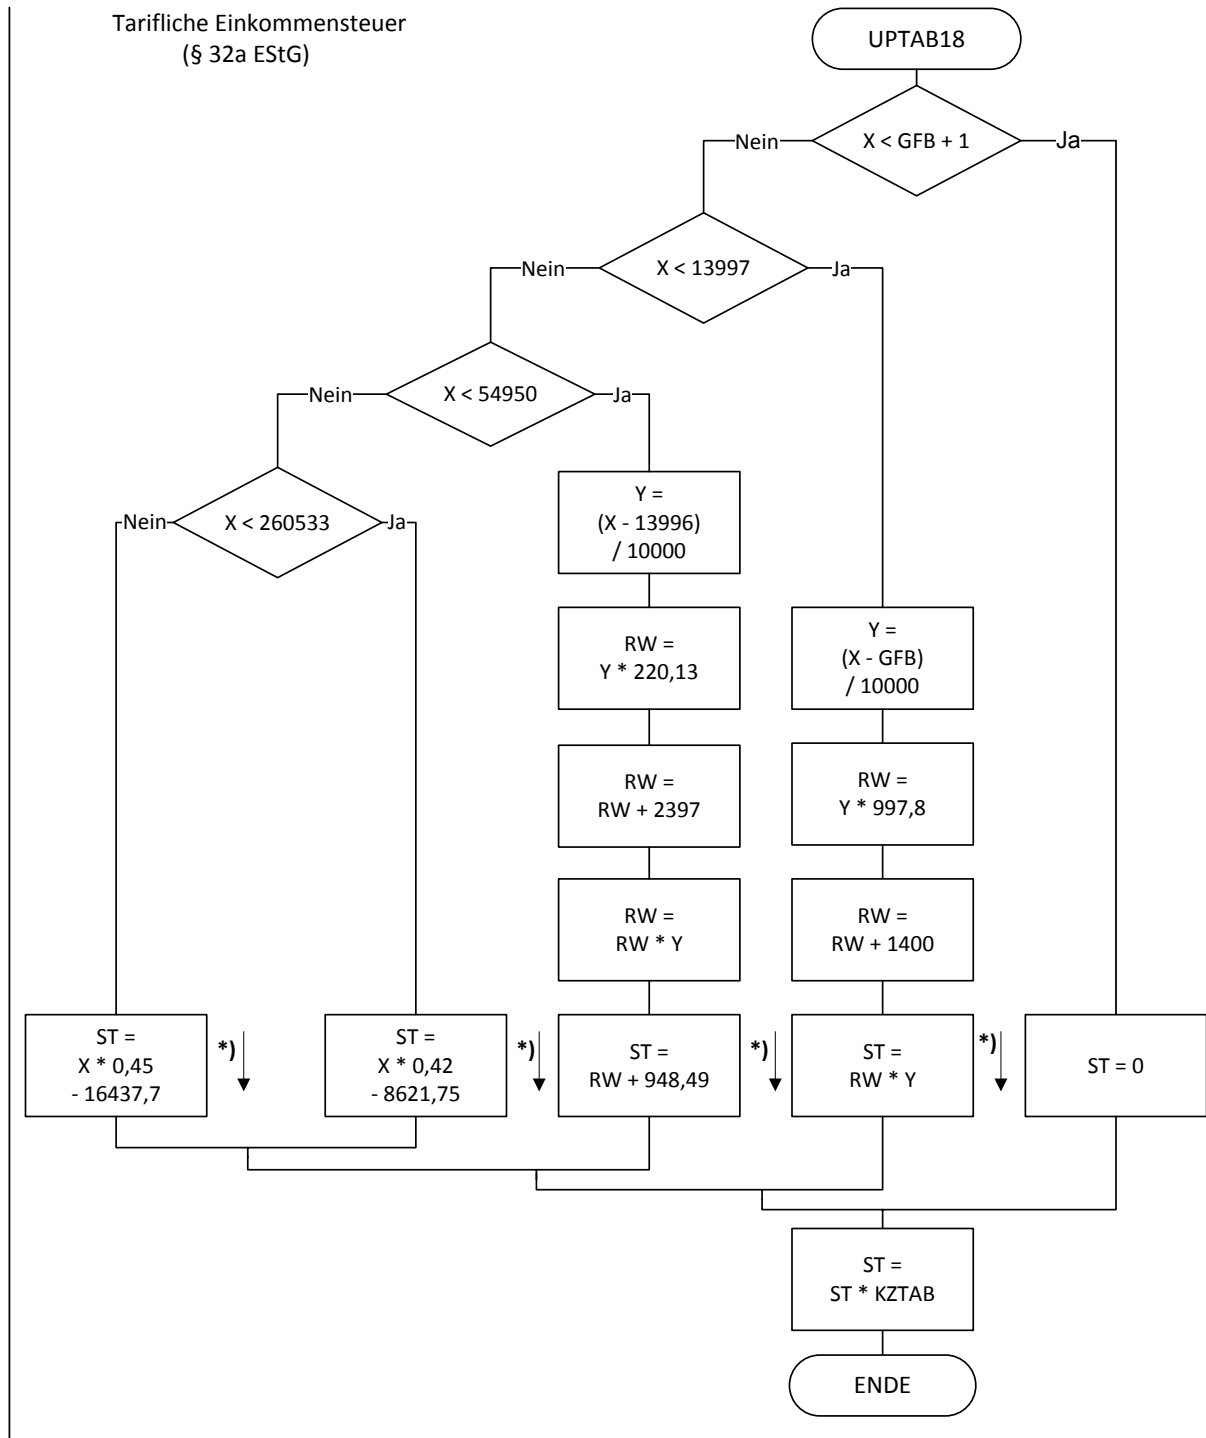 Tarifliche Einkommensteuer
(§ 32a EStG)
UPTAB18
X < GFB + 1
Nein
Ja
X < 13997
Nein
Ja
X < 54950
Nein
Ja
X < 260533
Nein
Ja
Y =
(X - 13996)
/ 10000
RW =
Y * 220,13
RW =
RW + 2397
RW =
RW * Y
Y =
(X - GFB)
/ 10000
RW =
Y * 997,8
RW =
RW + 1400
ST =
X * 0,45
- 16437,7
*)
ST =
X * 0,42
- 8621,75
*)
ST =
RW + 948,49
*)
ST =
RW * Y
*)
ST = 0
ST =
ST * KZTAB
ENDE